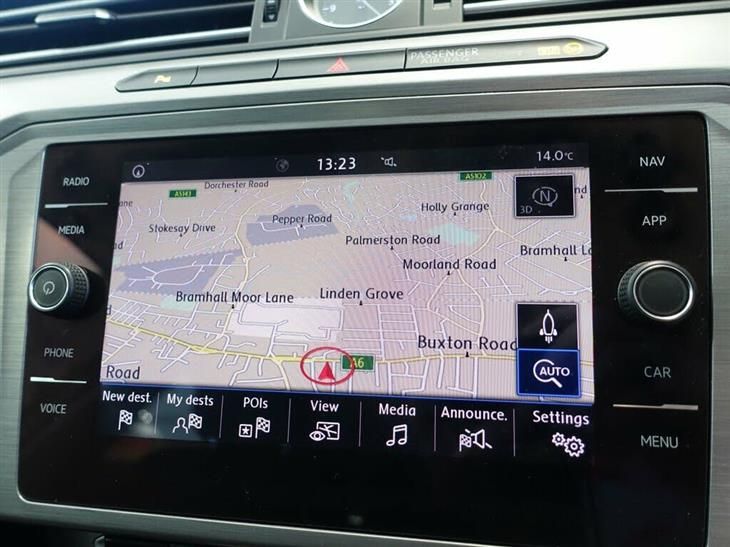 PASSENGER
AIR BAG
RADIO
MEDIA
PHONE
VOICE
NAV
APP
CAR
MENU
13:23
14.0°C
A5143
Dorchester Road
A5102
Stokesay Drive
Pepper Road
Holly Grange
N
3D
Palmerston Road
Bramhall
Moorland Road
Bramhall Moor Lane
Linden Grove
Buxton Road
A6
Road
AUTO
New dest.
My dests
POIs
View
Media
Announce.
Settings